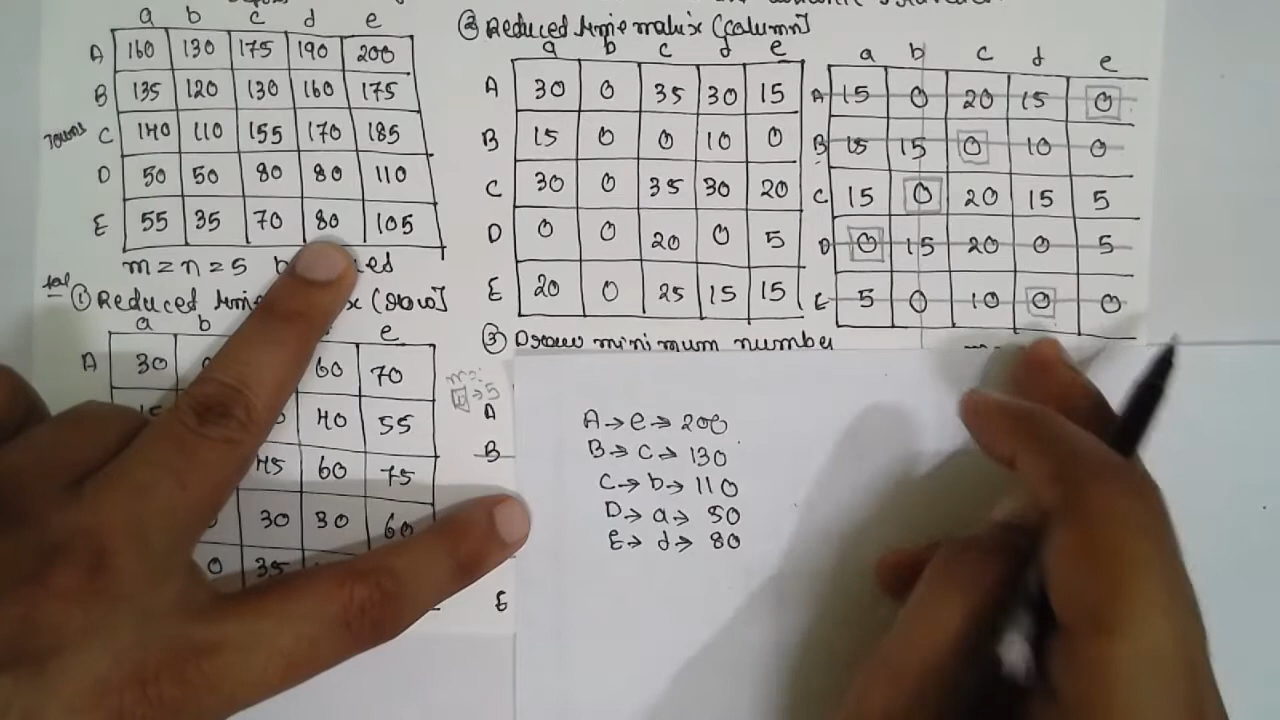 a b c d e
A 160 130 175 190 200
B 135 120 130 160 175
C 140 110 155 170 185
D 50 50 80 80 110
E 55 35 70 80 105
m = n = 5
① Reduced
a b e
A 30 60 70
40 55
45 60 75
30 30 60
0 35
② Reduced time matrix (column)
a b c d e
A 30 0 35 30 15
B 15 0 0 10 0
C 30 0 35 30 20
D 0 0 20 0 5
E 20 0 25 15 15
a b c d e
A 15 0 20 15 0
B 15 15 0 10 0
C 15 0 20 15 5
D 0 15 20 0 5
E 5 0 10 0 0
③ Draw minimum number
A
B
E
A → e → 200
B → c → 130
C → b → 110
D → a → 50
E → d → 80